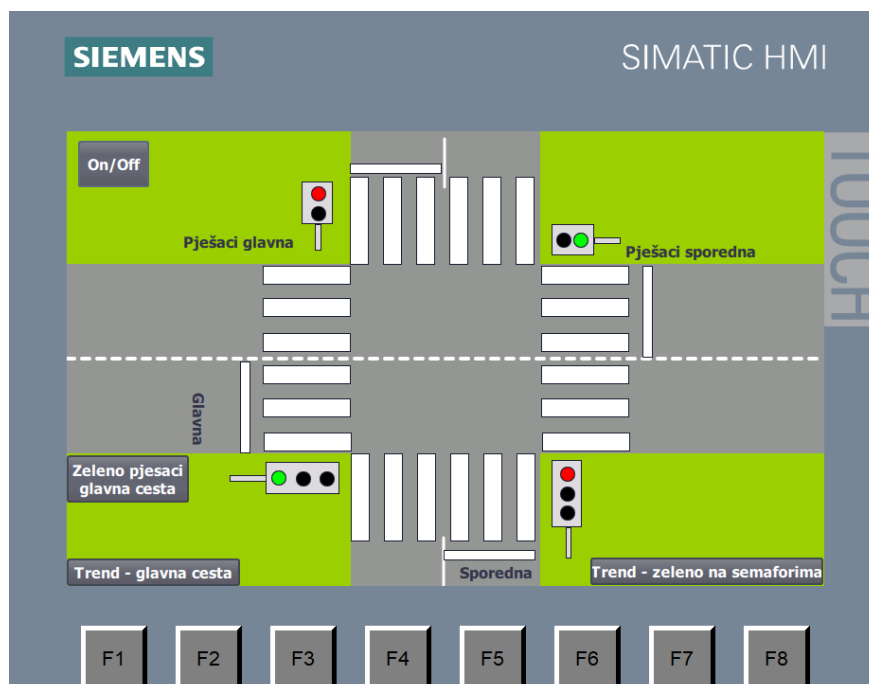 SIEMENS
SIMATIC HMI
TOUCH
On/Off
Pješaci glavna
Pješaci sporedna
Glavna
Zeleno pjesaci
glavna cesta
Trend - glavna cesta
Sporedna
Trend - zeleno na semaforima
F1
F2
F3
F4
F5
F6
F7
F8